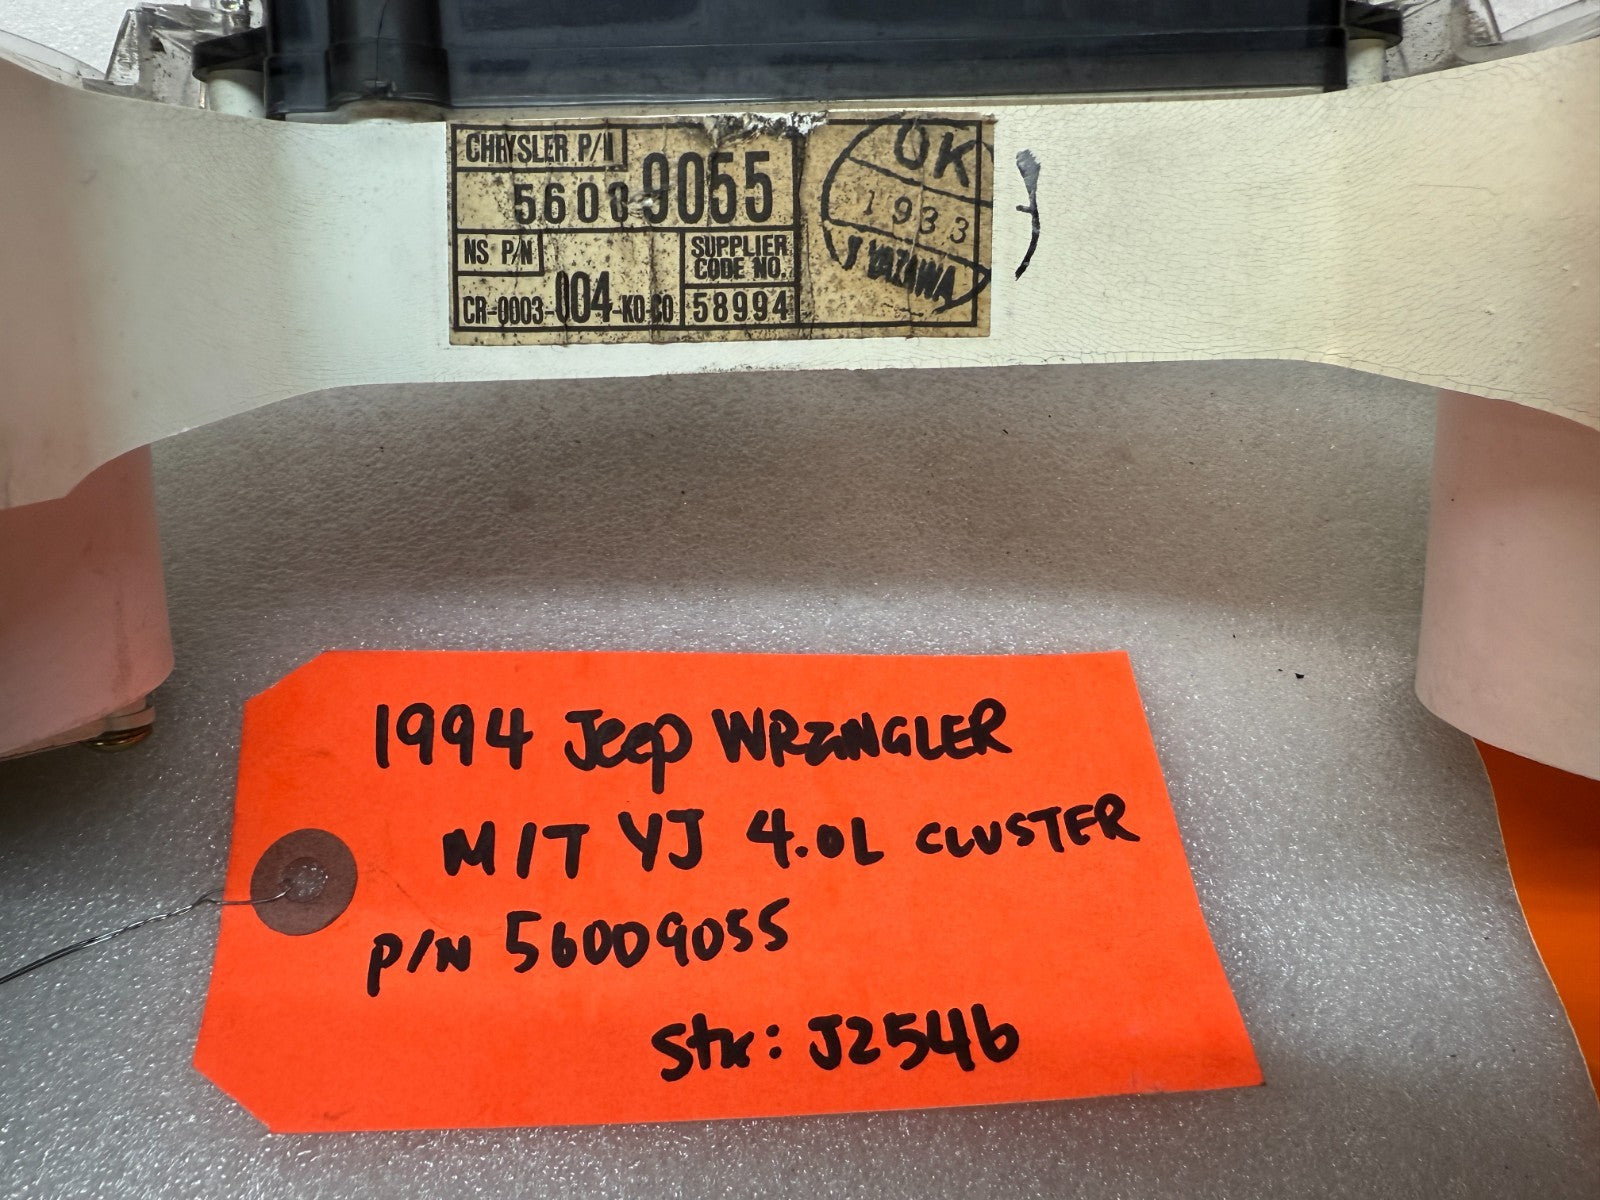 CHRYSLER P/N
5600 9055
NS P/N
CR-0003-004-KO-CO
SUPPLIER
CODE NO.
58994
OK
1933
Y YAZAWA
1994 Jeep WRANGLER
M/T YJ 4.0L CLUSTER
P/N 56009055
Stk: J2546